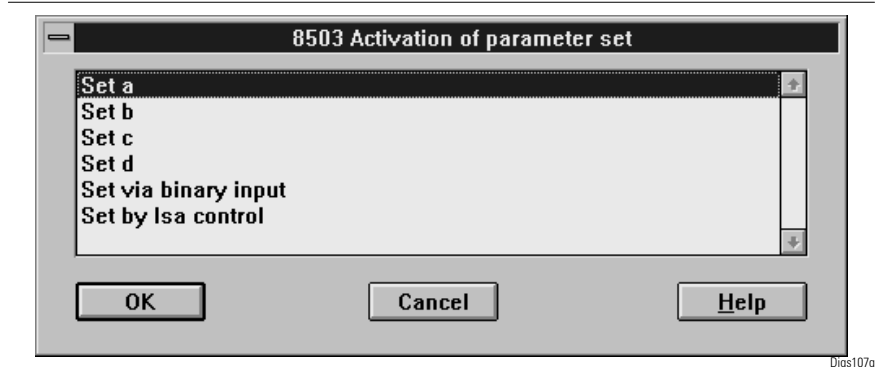 8503 Activation of parameter set
Set a
Set b
Set c
Set d
Set via binary input
Set by lsa control
OK Cancel Help
Digs107g